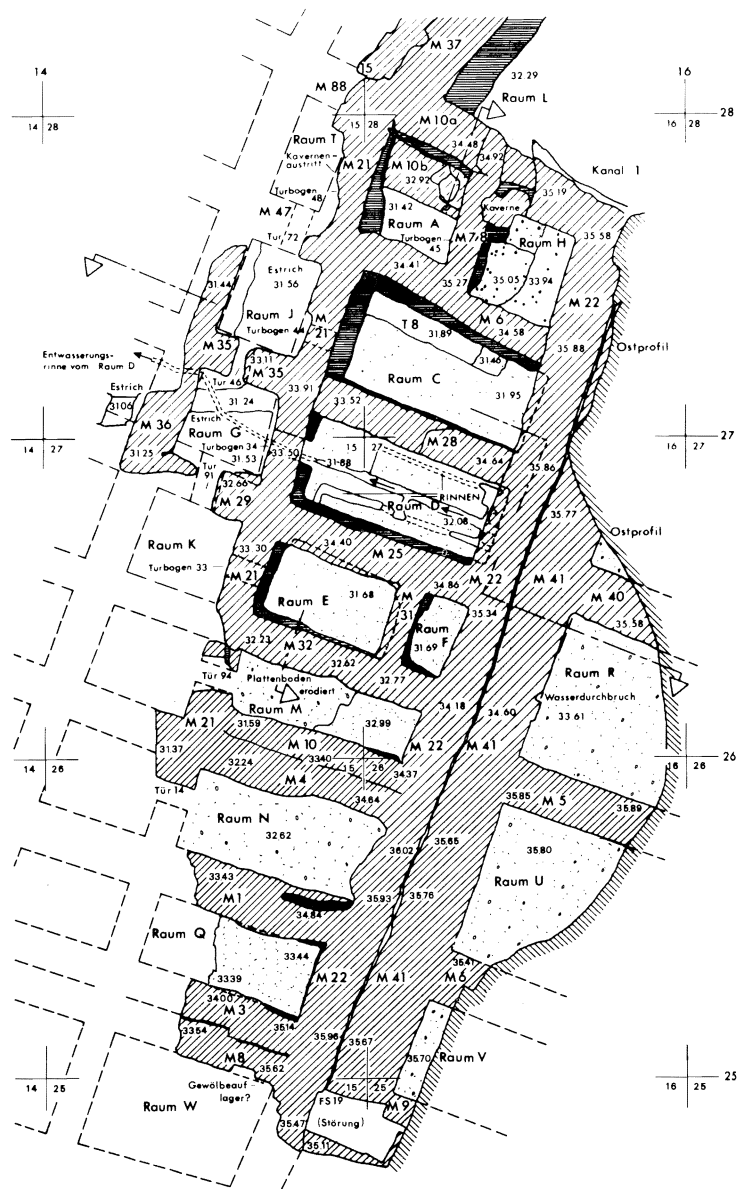 M 37
14
15
16
32.29
M 88
Raum L
14 28
15 28
16 28
28
M 10a
Raum T
34.48
Kavernen-
austritt
M 21
M 10b
34.92
32.92
Kanal 1
35.19
Turbogen
48
31.42
Kaverne
M 47
Raum A
Turbogen
45
M 7-8
Raum H
35.58
Tur 72
34.41
Estrich
31.56
35.27
35.05
33.94
31.44
M 22
Raum J
M 6
T 8
31.89
34.58
Turbogen 44
M
21
35.88
Ostprofil
M 35
31.46
Entwasserungs-
rinne vom Raum D
33.11
M 35
Raum C
Tur 46
33.91
31.95
Estrich
31.24
33.52
31.06
M 36
Estrich
Raum G
14 27
15 27
16 27
27
M 28
Turbogen 34
31.25
31.53
33.50
31.88
34.64
35.86
Tur
91
32.66
RINNEN
M 29
Raum D
32.08
35.77
Ostprofil
34.40
Raum K
33.30
M 25
Turbogen 33
M 21
34.86
M 22
M 41
M 40
Raum E
31.68
M
31
35.34
Raum
F
35.58
31.69
32.23
M 32
32.62
Raum R
Tür 94
32.77
Plattenboden
erodiert
Wasserdurchbruch
Raum M
34.18
33.61
M 21
31.59
32.99
34.60
31.37
M 10
M 22
M 41
33.40
14 26
32.24
15 26
16 26
26
M 4
34.37
Tür 14
34.64
35.85
M 5
35.89
Raum N
32.62
36.02
35.65
35.80
33.43
Raum U
M 1
35.93
35.76
34.84
Raum Q
33.44
35.41
M 22
M 41
M 6
33.39
34.00
M 3
35.14
33.54
35.96
35.67
M 8
35.70
Raum V
35.62
14 25
15 25
16 25
25
Gewölbeauf-
lager?
Raum W
FS 19
M 9
(Störung)
35.47
35.11